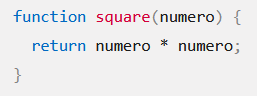 function square(numero) {
  return numero * numero;
}